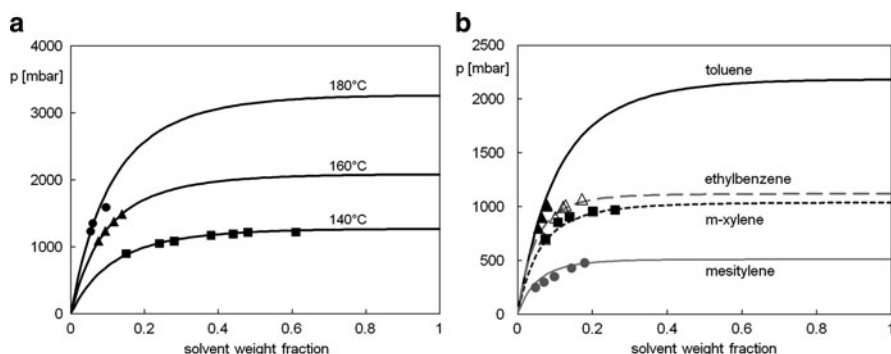 a
4000
p [mbar]
3000
2000
1000
0
180°C
160°C
140°C
0
0.2
0.4
0.6
0.8
1
solvent weight fraction
b
2500
p [mbar]
2000
1500
1000
500
0
toluene
ethylbenzene
m-xylene
mesitylene
0
0.2
0.4
0.6
0.8
1
solvent weight fraction